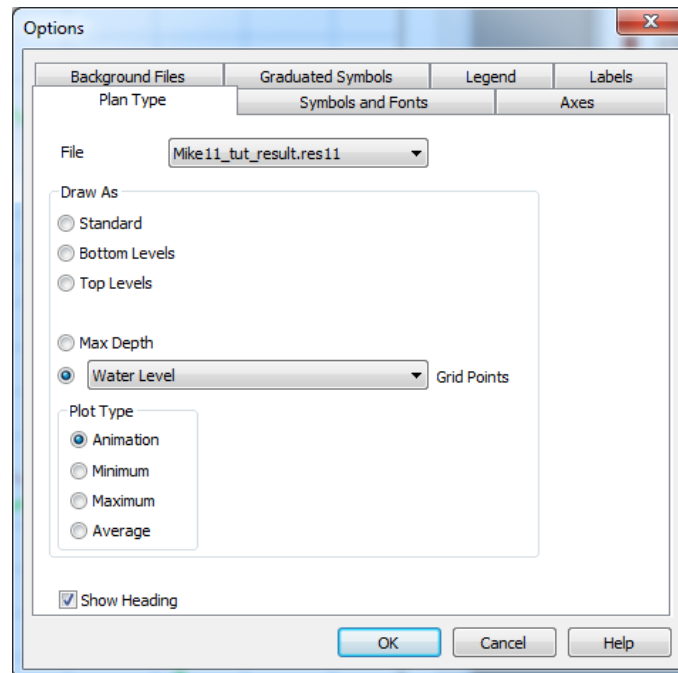 Options
Background Files Graduated Symbols Legend Labels
Plan Type Symbols and Fonts Axes
File Mike11_tut_result.res11
Draw As
Standard
Bottom Levels
Top Levels
Max Depth
Water Level Grid Points
Plot Type
Animation
Minimum
Maximum
Average
Show Heading
OK Cancel Help